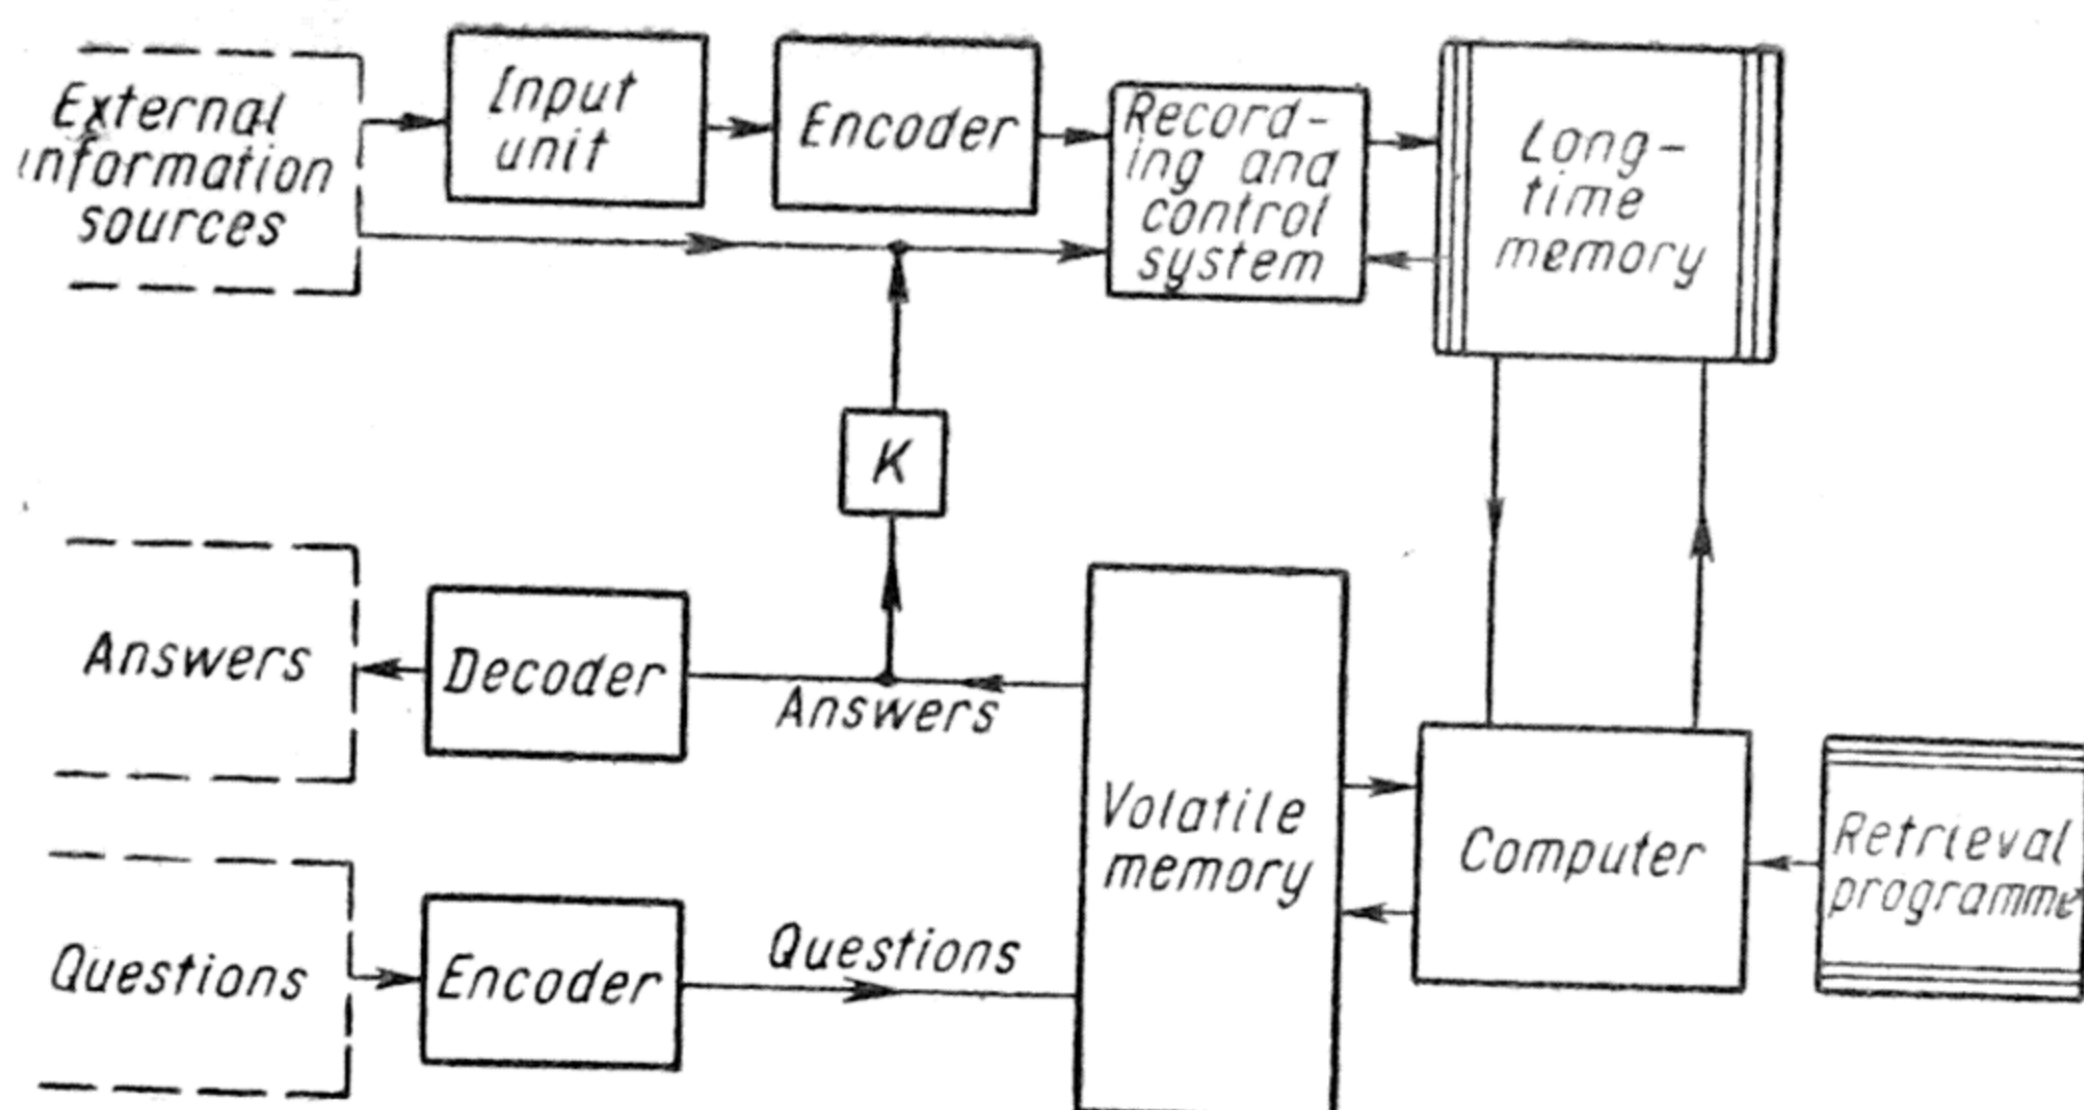 External
information
sources
Input
unit
Encoder
Record-
ing and
control
system
Long-
time
memory
K
Answers
Decoder
Answers
Volatile
memory
Computer
Retrieval
programme
Questions
Encoder
Questions